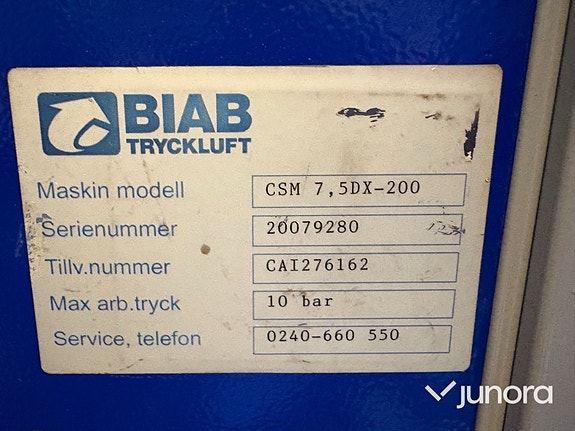 BIAB
TRYCKLUFT
Maskin modell CSM 7,5DX-200
Serienummer 20079280
Tillv.nummer CAI276162
Max arb.tryck 10 bar
Service, telefon 0240-660 550
junora